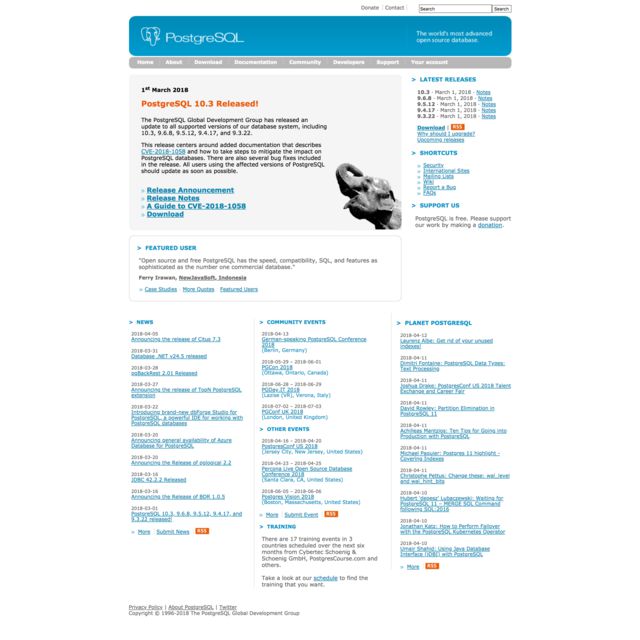 Donate | Contact
Search
Search
PostgreSQL
The world's most advanced
open source database.
Home | About | Download | Documentation | Community | Developers | Support | Your account
1st March 2018
PostgreSQL 10.3 Released!
The PostgreSQL Global Development Group has released an
update to all supported versions of our database system, including
10.3, 9.6.8, 9.5.12, 9.4.17, and 9.3.22.
This release centers around added documentation that describes
CVE-2018-1058 and how to take steps to mitigate the impact on
PostgreSQL databases. There are also several bug fixes included
in the release. All users using the affected versions of PostgreSQL
should update as soon as possible.
» Release Announcement
» Release Notes
» A Guide to CVE-2018-1058
» Download
> LATEST RELEASES
10.3 - March 1, 2018 - Notes
9.6.8 - March 1, 2018 - Notes
9.5.12 - March 1, 2018 - Notes
9.4.17 - March 1, 2018 - Notes
9.3.22 - March 1, 2018 - Notes
Download | RSS
Why should I upgrade?
Upcoming releases
> SHORTCUTS
» Security
» International Sites
» Mailing Lists
» Wiki
» Report a Bug
» FAQs
> SUPPORT US
PostgreSQL is free. Please support
our work by making a donation.
> FEATURED USER
"Open source and free PostgreSQL has the speed, compatibility, SQL, and features as
sophisticated as the number one commercial database."
Ferry Irawan, NewJavaSoft, Indonesia
» Case Studies | More Quotes | Featured Users
> NEWS
2018-04-05
Announcing the release of Citus 7.3
2018-03-31
Database .NET v24.5 released
2018-03-28
pgBackRest 2.01 Released
2018-03-27
Announcing the release of TopN PostgreSQL
extension
2018-03-22
Introducing brand-new dbForge Studio for
PostgreSQL, a powerful IDE for working with
PostgreSQL databases
2018-03-20
Announcing general availability of Azure
Database for PostgreSQL
2018-03-20
Announcing the Release of pglogical 2.2
2018-03-16
JDBC 42.2.2 Released
2018-03-16
Announcing the Release of BDR 1.0.5
2018-03-01
PostgreSQL 10.3, 9.6.8, 9.5.12, 9.4.17, and
9.3.22 released!
» More | Submit News | RSS
> COMMUNITY EVENTS
2018-04-13
German-speaking PostgreSQL Conference
2018
(Berlin, Germany)
2018-05-29 – 2018-06-01
PGCon 2018
(Ottawa, Ontario, Canada)
2018-06-28 – 2018-06-29
PGDay.IT 2018
(Lazise (VR), Verona, Italy)
2018-07-02 – 2018-07-03
PGConf UK 2018
(London, United Kingdom)
> OTHER EVENTS
2018-04-16 – 2018-04-20
PostgresConf US 2018
(Jersey City, New Jersey, United States)
2018-04-23 – 2018-04-25
Percona Live Open Source Database
Conference 2018
(Santa Clara, CA, United States)
2018-06-05 – 2018-06-06
Postgres Vision 2018
(Boston, Massachusetts, United States)
» More | Submit Event | RSS
> TRAINING
There are 17 training events in 3
countries scheduled over the next six
months from Cybertec Schoenig &
Schoenig GmbH, PostgresCourse.com and
others.
Take a look at our schedule to find the
training that you want.
> PLANET POSTGRESQL
2018-04-12
Laurenz Albe: Get rid of your unused
indexes!
2018-04-11
Dimitri Fontaine: PostgreSQL Data Types:
Text Processing
2018-04-11
Joshua Drake: PostgresConf US 2018 Talent
Exchange and Career Fair
2018-04-11
David Rowley: Partition Elimination in
PostgreSQL 11
2018-04-11
Achilleas Mantzios: Ten Tips for Going into
Production with PostgreSQL
2018-04-11
Michael Paquier: Postgres 11 highlight -
Covering Indexes
2018-04-11
Christophe Pettus: Change these: wal_level
and wal_hint_bits
2018-04-10
Hubert 'depesz' Lubaczewski: Waiting for
PostgreSQL 11 – MERGE SQL Command
following SQL:2016
2018-04-10
Jonathan Katz: How to Perform Failover
with the PostgreSQL Kubernetes Operator
2018-04-10
Umair Shahid: Using Java Database
Interface (JDBI) with PostgreSQL
» More | RSS
Privacy Policy | About PostgreSQL | Twitter
Copyright © 1996-2018 The PostgreSQL Global Development Group